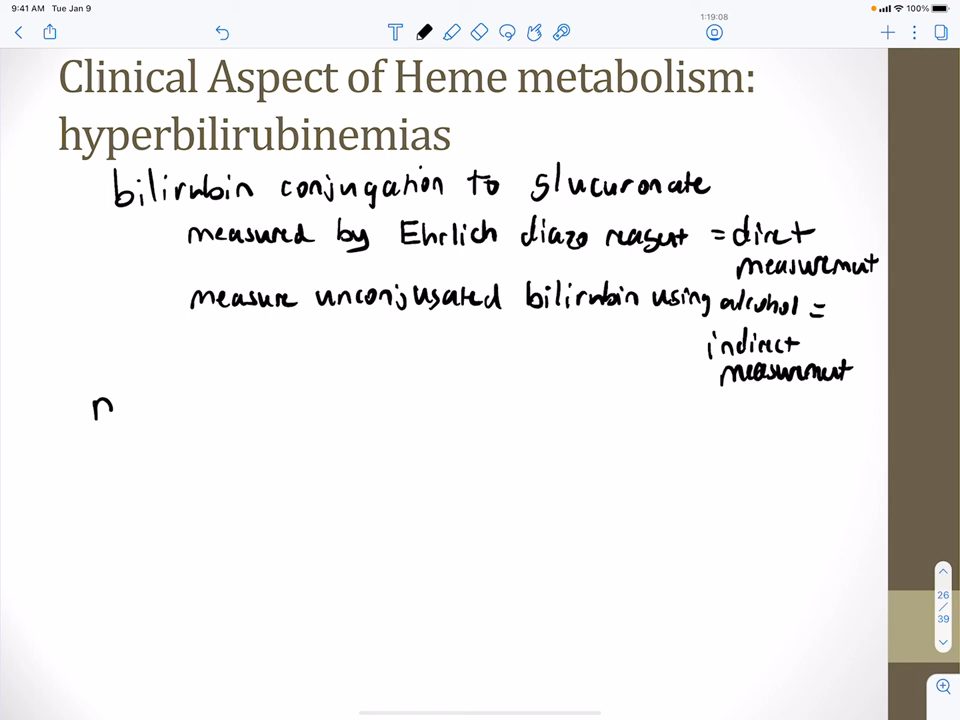 9:41 AM Tue Jan 9
100%
1:19:08
Clinical Aspect of Heme metabolism:
hyperbilirubinemias
bilirubin conjugation to glucuronate
measured by Ehrlich diazo reagent = direct
measurement
measure unconjugated bilirubin using alcohol =
indirect
measurement
n
26
/
39